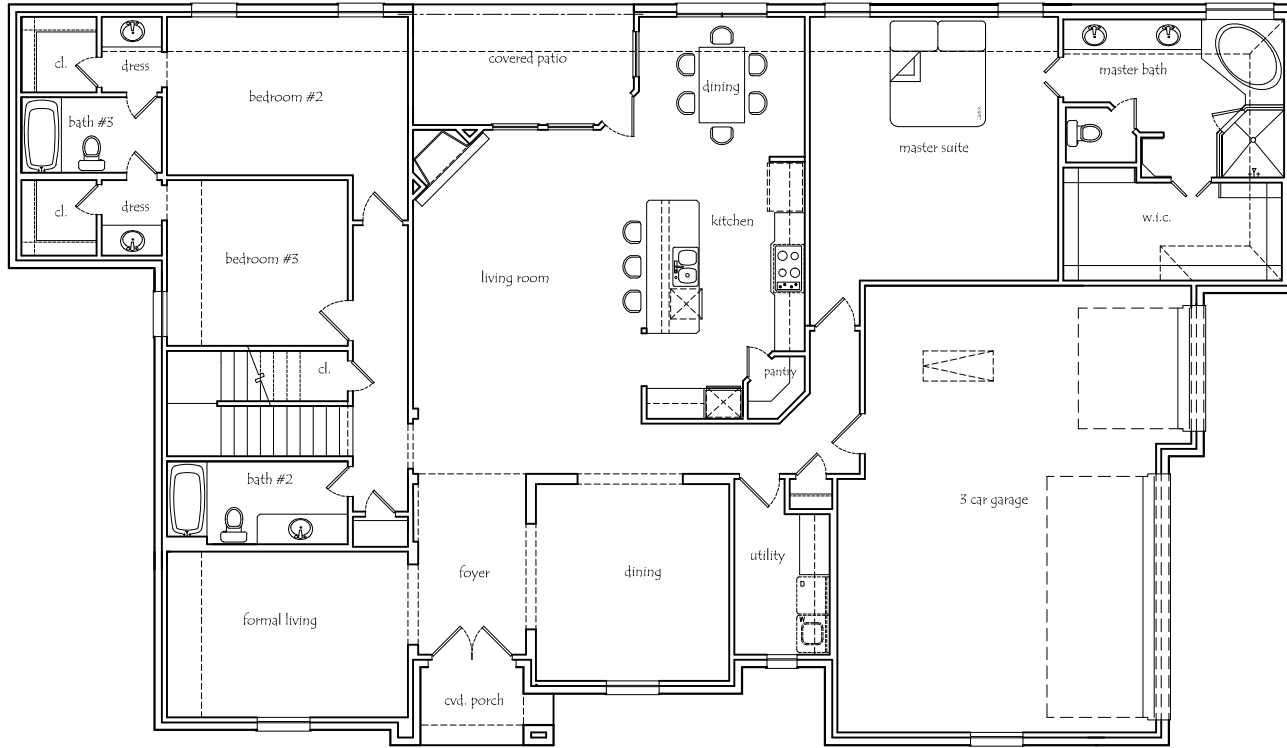 cl.
dress
bedroom #2
covered patio
dining
master bath
bath #3
master suite
cl.
dress
kitchen
w.i.c.
bedroom #3
living room
cl.
pantry
bath #2
3 car garage
utility
foyer
dining
D
W
formal living
cvd. porch